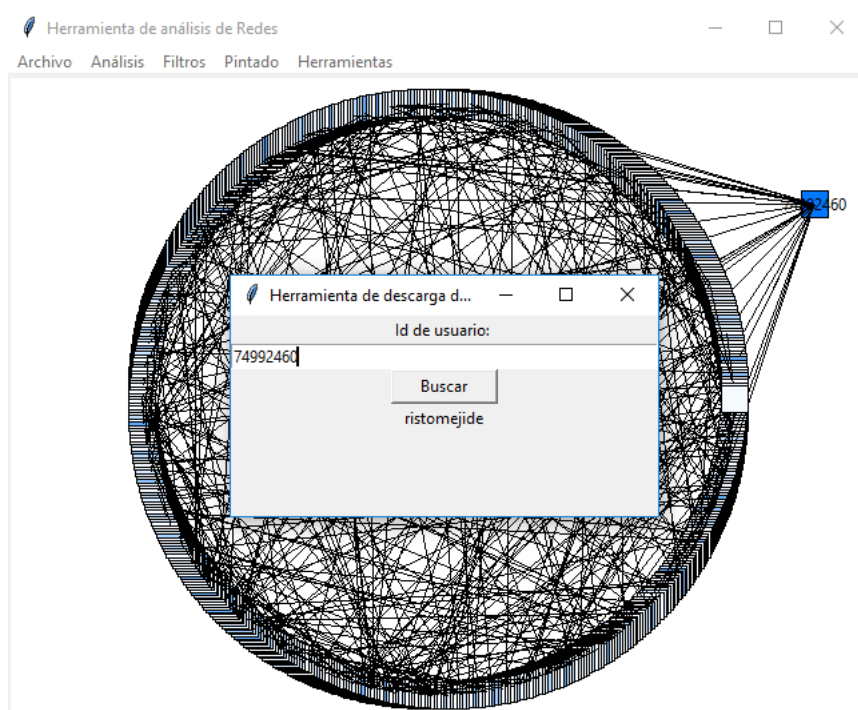 Herramienta de análisis de Redes
Archivo Análisis Filtros Pintado Herramientas
74992460
Herramienta de descarga d...
Id de usuario:
74992460
Buscar
ristomejide